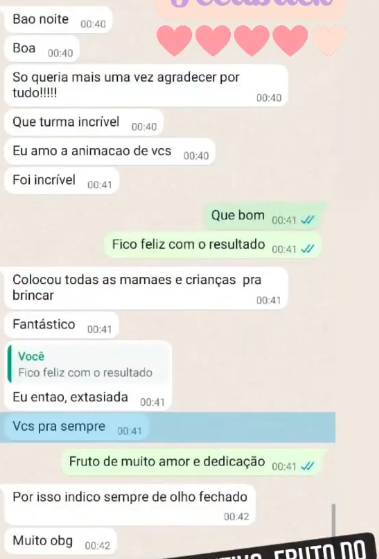 Feedback
Bao noite 00:40
Boa 00:40
So queria mais uma vez agradecer por
tudo!!!!!
00:40
Que turma incrível 00:40
Eu amo a animacao de vcs 00:40
Foi incrível 00:41
Que bom 00:41
Fico feliz com o resultado 00:41
Colocou todas as mamaes e crianças pra
brincar
00:41
Fantástico 00:41
Você
Fico feliz com o resultado
Eu entao, extasiada 00:41
Vcs pra sempre 00:41
Fruto de muito amor e dedicação 00:41
Por isso indico sempre de olho fechado
00:42
Muito obg 00:42
FRUTO DO